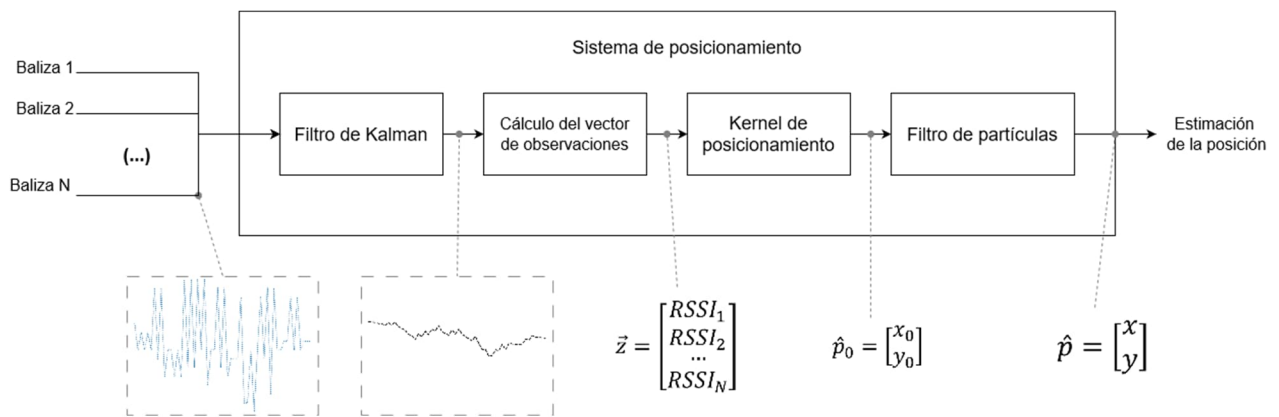 Sistema de posicionamiento
Baliza 1
Baliza 2
(...)
Baliza N
Filtro de Kalman
Cálculo del vector
de observaciones
Kernel de
posicionamiento
Filtro de partículas
Estimación
de la posición
z⃗ = [RSSI₁
RSSI₂
...
RSSI_N]
p̂₀ = [x₀
y₀]
p̂ = [x
y]